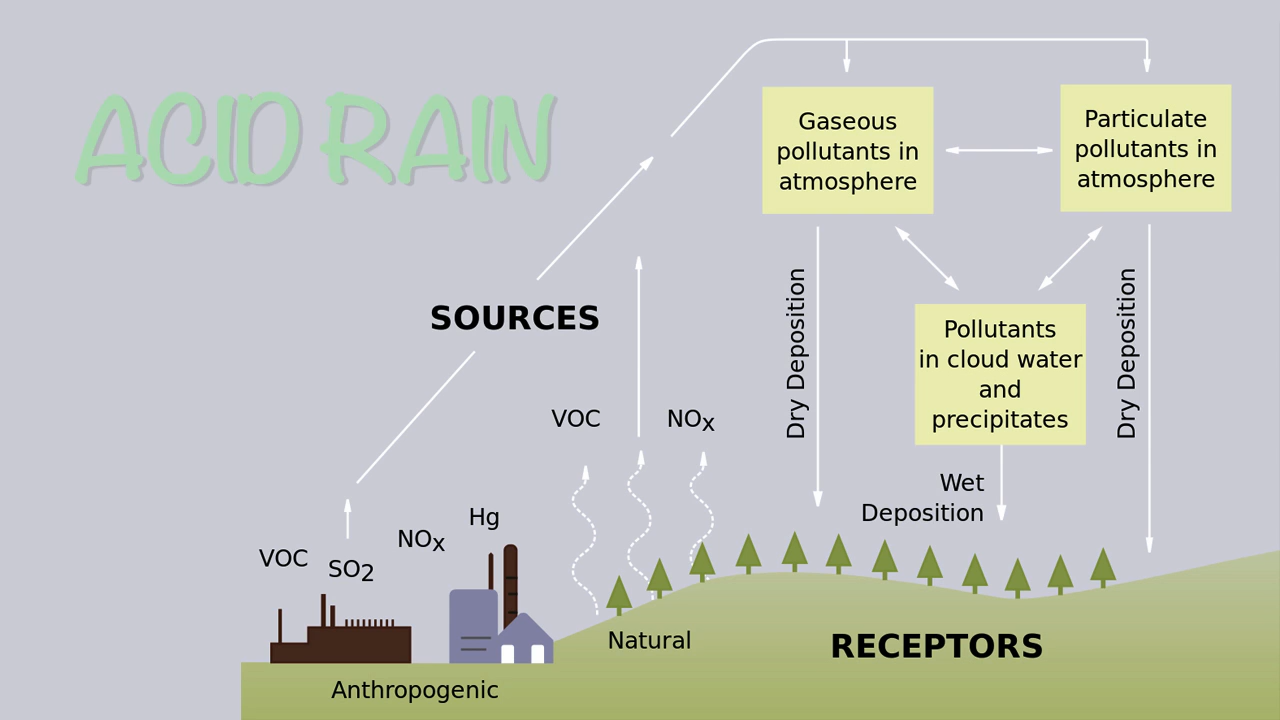 ACID RAIN
Gaseous
pollutants in
atmosphere
Particulate
pollutants in
atmosphere
Dry Deposition
Dry Deposition
SOURCES
Pollutants
in cloud water
and
precipitates
VOC
NOx
Wet
Deposition
Hg
NOx
VOC
SO2
Natural
RECEPTORS
Anthropogenic